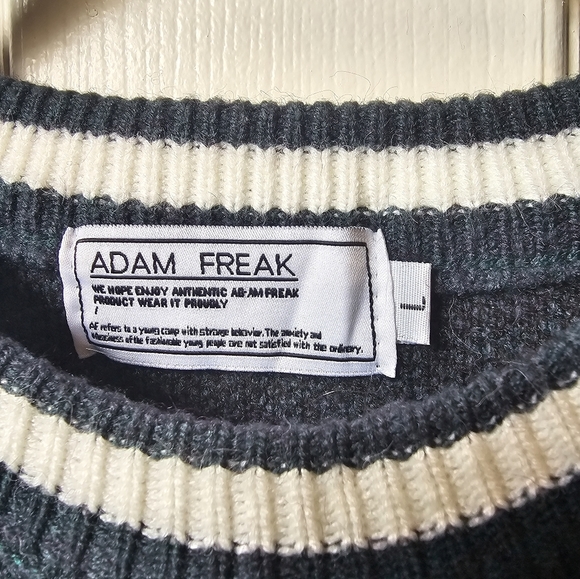 ADAM FREAK
WE HOPE ENJOY AUTHENTIC AD·AM FREAK
PRODUCT WEAR IT PROUDLY
/
AF refers to a young camp with strange behavior. The anxiety and
of the fashionable young people are not satisfied with the ordinary.
L